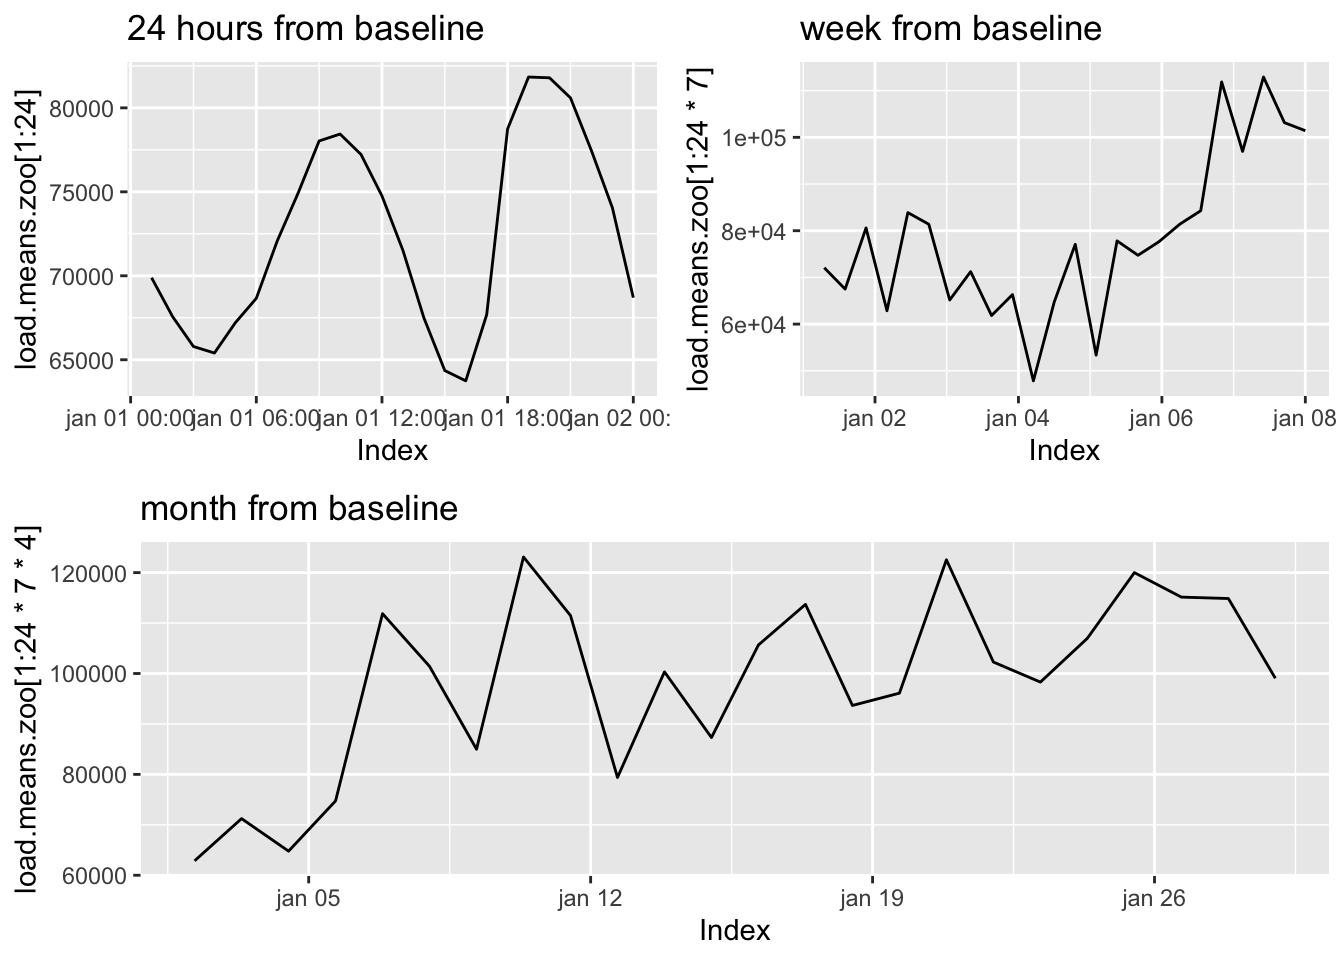 24 hours from baseline
load.means.zoo[1:24]
80000
75000
70000
65000
jan 01 00:00 jan 01 06:00 jan 01 12:00 jan 01 18:00 jan 02 00:
Index
week from baseline
load.means.zoo[1:24 * 7]
1e+05
8e+04
6e+04
jan 02 jan 04 jan 06 jan 08
Index
month from baseline
load.means.zoo[1:24 * 7 * 4]
120000
100000
80000
60000
jan 05 jan 12 jan 19 jan 26
Index